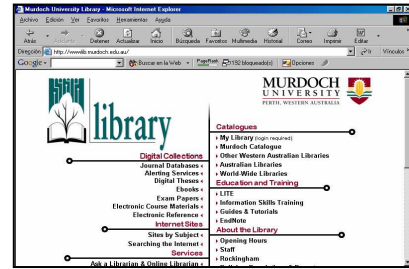 Murdoch University Library - Microsoft Internet Explorer
Archivo Edición Ver Favoritos Herramientas Ayuda
Atrás Adelante Detener Actualizar Inicio Búsqueda Favoritos Multimedia Historial Correo Imprimir Editar
Dirección http://wwwlib.murdoch.edu.au/ Ir Vínculos
Google Buscar en la Web PageRank 192 bloqueado(s) Opciones
library
MURDOCH
UNIVERSITY
PERTH, WESTERN AUSTRALIA
Digital Collections
Journal Databases
Alerting Services
Digital Theses
Ebooks
Exam Papers
Electronic Course Materials
Electronic Reference
Internet Sites
Sites by Subject
Searching the Internet
Services
Ask a Librarian & Online Librarian
Catalogues
My Library (login required)
Murdoch Catalogue
Other Western Australian Libraries
Australian Libraries
World-Wide Libraries
Education and Training
LITE
Information Skills Training
Guides & Tutorials
EndNote
About the Library
Opening Hours
Staff
Rockingham